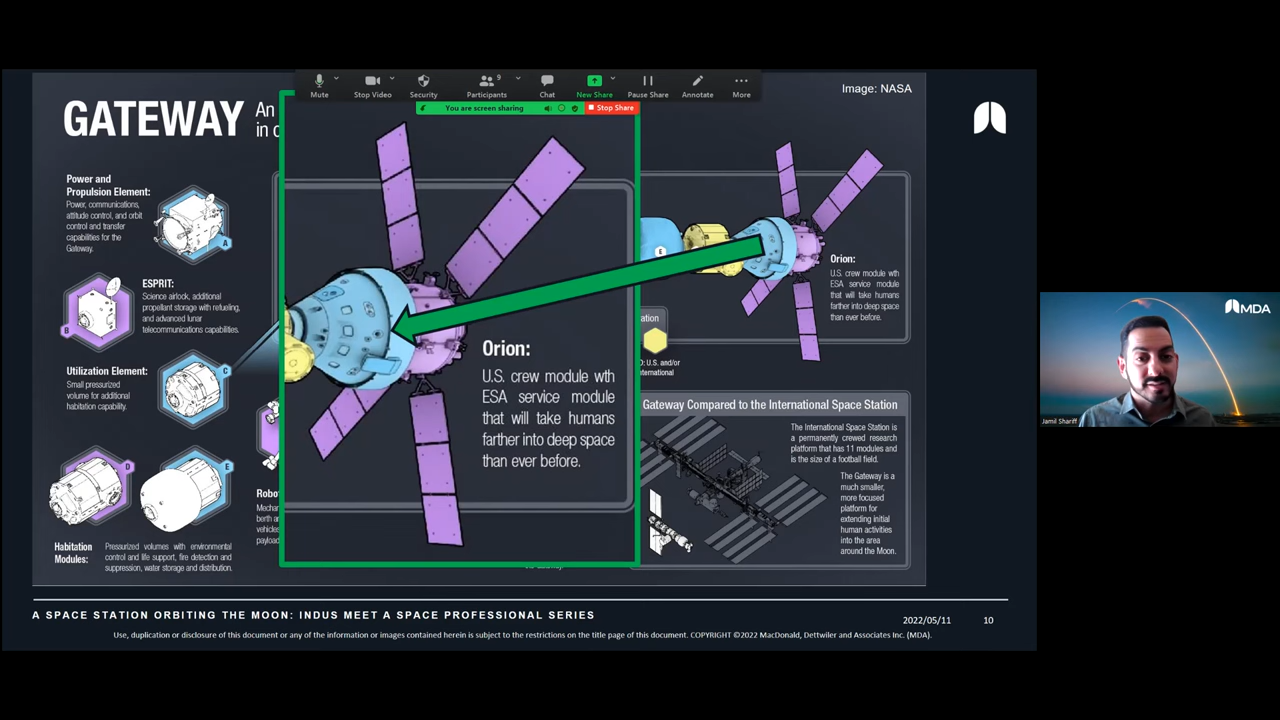 Mute
Stop Video
Security
9
Participants
Chat
New Share
Pause Share
Annotate
More
You are screen sharing
Stop Share
Image: NASA
GATEWAY
An
in
Power and
Propulsion Element:
Power, communications,
attitude control, and orbit
control and transfer
capabilities for the
Gateway.
A
ESPRIT:
Science airlock, additional
propellant storage with refueling,
and advanced lunar
telecommunications capabilities.
B
Utilization Element:
Small pressurized
volume for additional
habitation capability.
C
D
E
Habitation
Modules:
Pressurized volumes with environmental
control and life support, fire detection and
suppression, water storage and distribution.
Orion:
U.S. crew module wth
ESA service module
that will take humans
farther into deep space
than ever before.
E
Orion:
U.S. crew module wth
ESA service module
that will take humans
farther into deep space
than ever before.
U.S. and/or
Gateway Compared to the International Space Station
The International Space Station is
a permanently crewed research
platform that has 11 modules and
is the size of a football field.
The Gateway is a
much smaller,
more focused
platform for
extending initial
human activities
into the area
around the Moon.
A SPACE STATION ORBITING THE MOON: INDUS MEET A SPACE PROFESSIONAL SERIES
2022/05/11
10
Use, duplication or disclosure of this document or any of the information or images contained herein is subject to the restrictions on the title page of this document. COPYRIGHT ©2022 MacDonald, Dettwiler and Associates Inc. (MDA).
MDA
Jamil Shariff